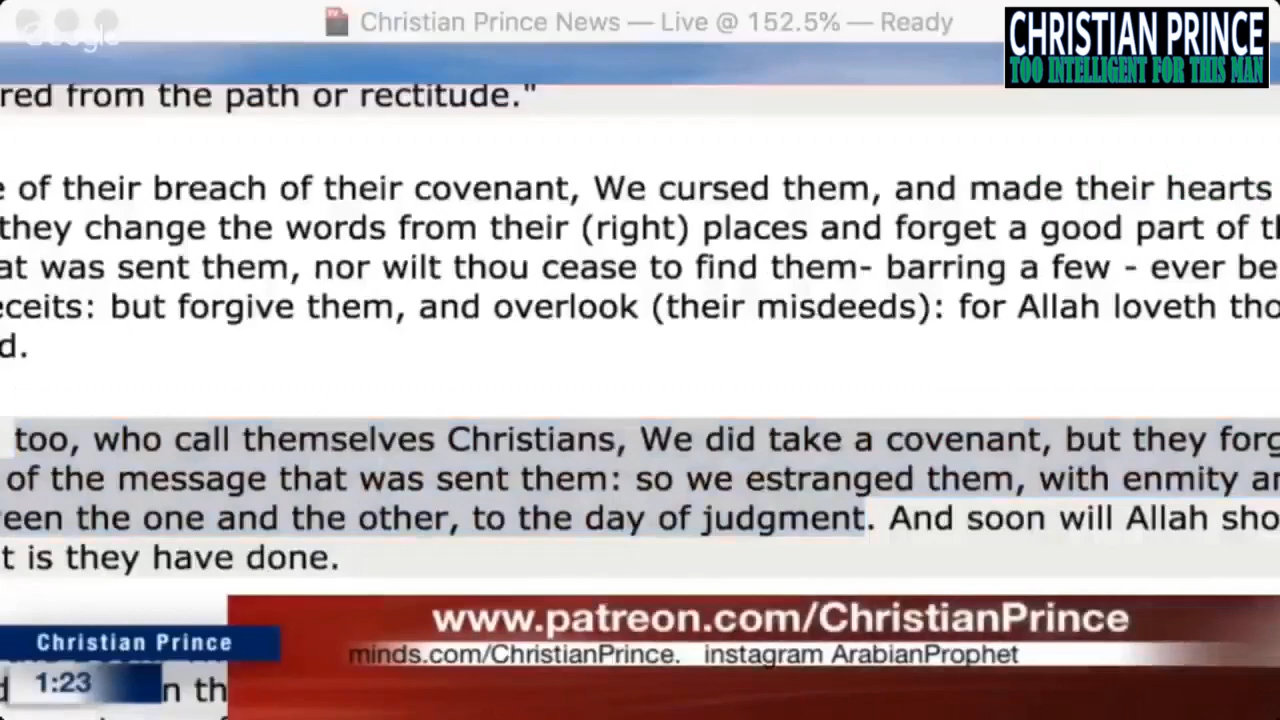 Christian Prince News — Live @ 152.5% — Ready
Google
CHRISTIAN PRINCE
TOO INTELLIGENT FOR THIS MAN
red from the path or rectitude."
e of their breach of their covenant, We cursed them, and made their hearts
they change the words from their (right) places and forget a good part of th
at was sent them, nor wilt thou cease to find them- barring a few - ever be
eceits: but forgive them, and overlook (their misdeeds): for Allah loveth tho
d.
too, who call themselves Christians, We did take a covenant, but they forg
of the message that was sent them: so we estranged them, with enmity an
een the one and the other, to the day of judgment. And soon will Allah sho
t is they have done.
www.patreon.com/ChristianPrince
Christian Prince
minds.com/ChristianPrince. instagram ArabianProphet
1:23
n th